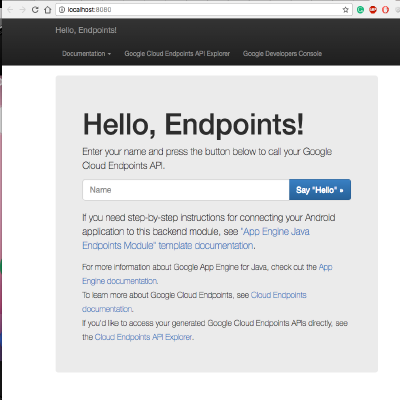 localhost:8080
Hello, Endpoints!
Documentation Google Cloud Endpoints API Explorer Google Developers Console
Hello, Endpoints!
Enter your name and press the button below to call your Google
Cloud Endpoints API.
Name Say "Hello" »
If you need step-by-step instructions for connecting your Android
application to this backend module, see "App Engine Java
Endpoints Module" template documentation.
For more information about Google App Engine for Java, check out the App
Engine documentation.
To learn more about Google Cloud Endpoints, see Cloud Endpoints
documentation.
If you'd like to access your generated Google Cloud Endpoints APIs directly, see
the Cloud Endpoints API Explorer.